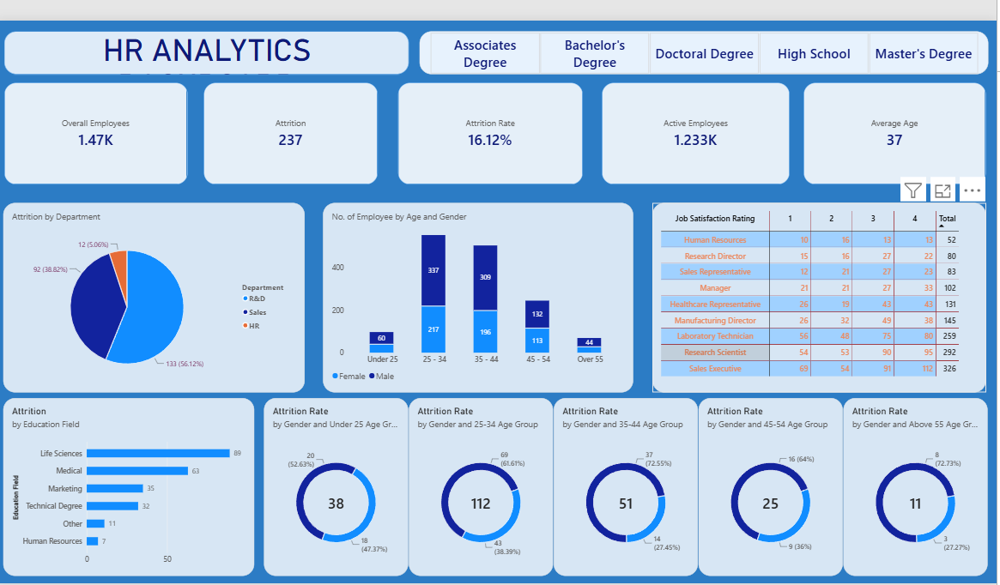 HR ANALYTICS
Associates
Degree
Bachelor's
Degree
Doctoral Degree
High School
Master's Degree
Overall Employees
1.47K
Attrition
237
Attrition Rate
16.12%
Active Employees
1.233K
Average Age
37
Attrition by Department
12 (5.06%)
92 (38.82%)
133 (56.12%)
Department
R&D
Sales
HR
No. of Employee by Age and Gender
400
200
0
60
337
217
309
196
132
113
44
Under 25
25 - 34
35 - 44
45 - 54
Over 55
Female Male
Job Satisfaction Rating 1 2 3 4 Total
Human Resources 10 16 13 13 52
Research Director 15 16 27 22 80
Sales Representative 12 21 27 23 83
Manager 21 21 27 33 102
Healthcare Representative 26 19 43 43 131
Manufacturing Director 26 32 49 38 145
Laboratory Technician 56 48 75 80 259
Research Scientist 54 53 90 95 292
Sales Executive 69 54 91 112 326
Attrition
by Education Field
Education Field
Life Sciences 89
Medical 63
Marketing 35
Technical Degree 32
Other 11
Human Resources 7
0 50
Attrition Rate
by Gender and Under 25 Age Gr...
20
(52.63%)
38
18
(47.37%)
Attrition Rate
by Gender and 25-34 Age Group
69
(61.61%)
112
43
(38.39%)
Attrition Rate
by Gender and 35-44 Age Group
37
(72.55%)
51
14
(27.45%)
Attrition Rate
by Gender and 45-54 Age Group
16 (64%)
25
9 (36%)
Attrition Rate
by Gender and Above 55 Age Gr...
8
(72.73%)
11
3
(27.27%)